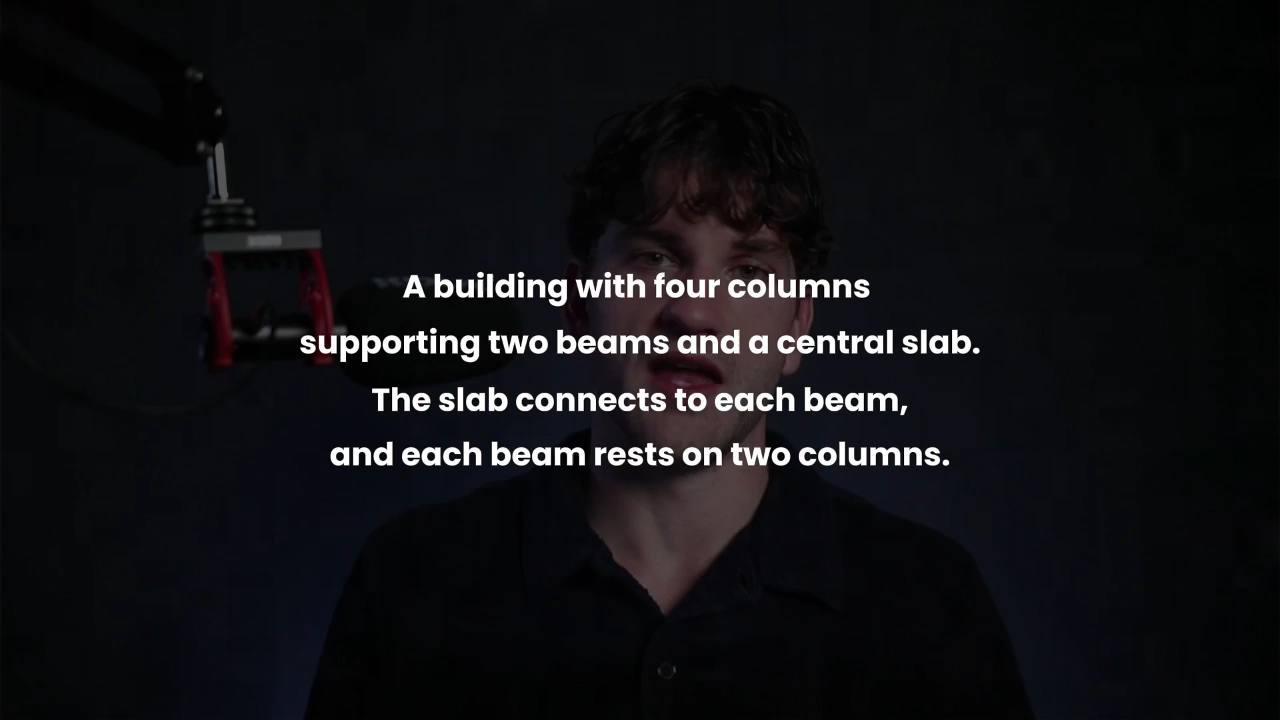 A building with four columns
supporting two beams and a central slab.
The slab connects to each beam,
and each beam rests on two columns.